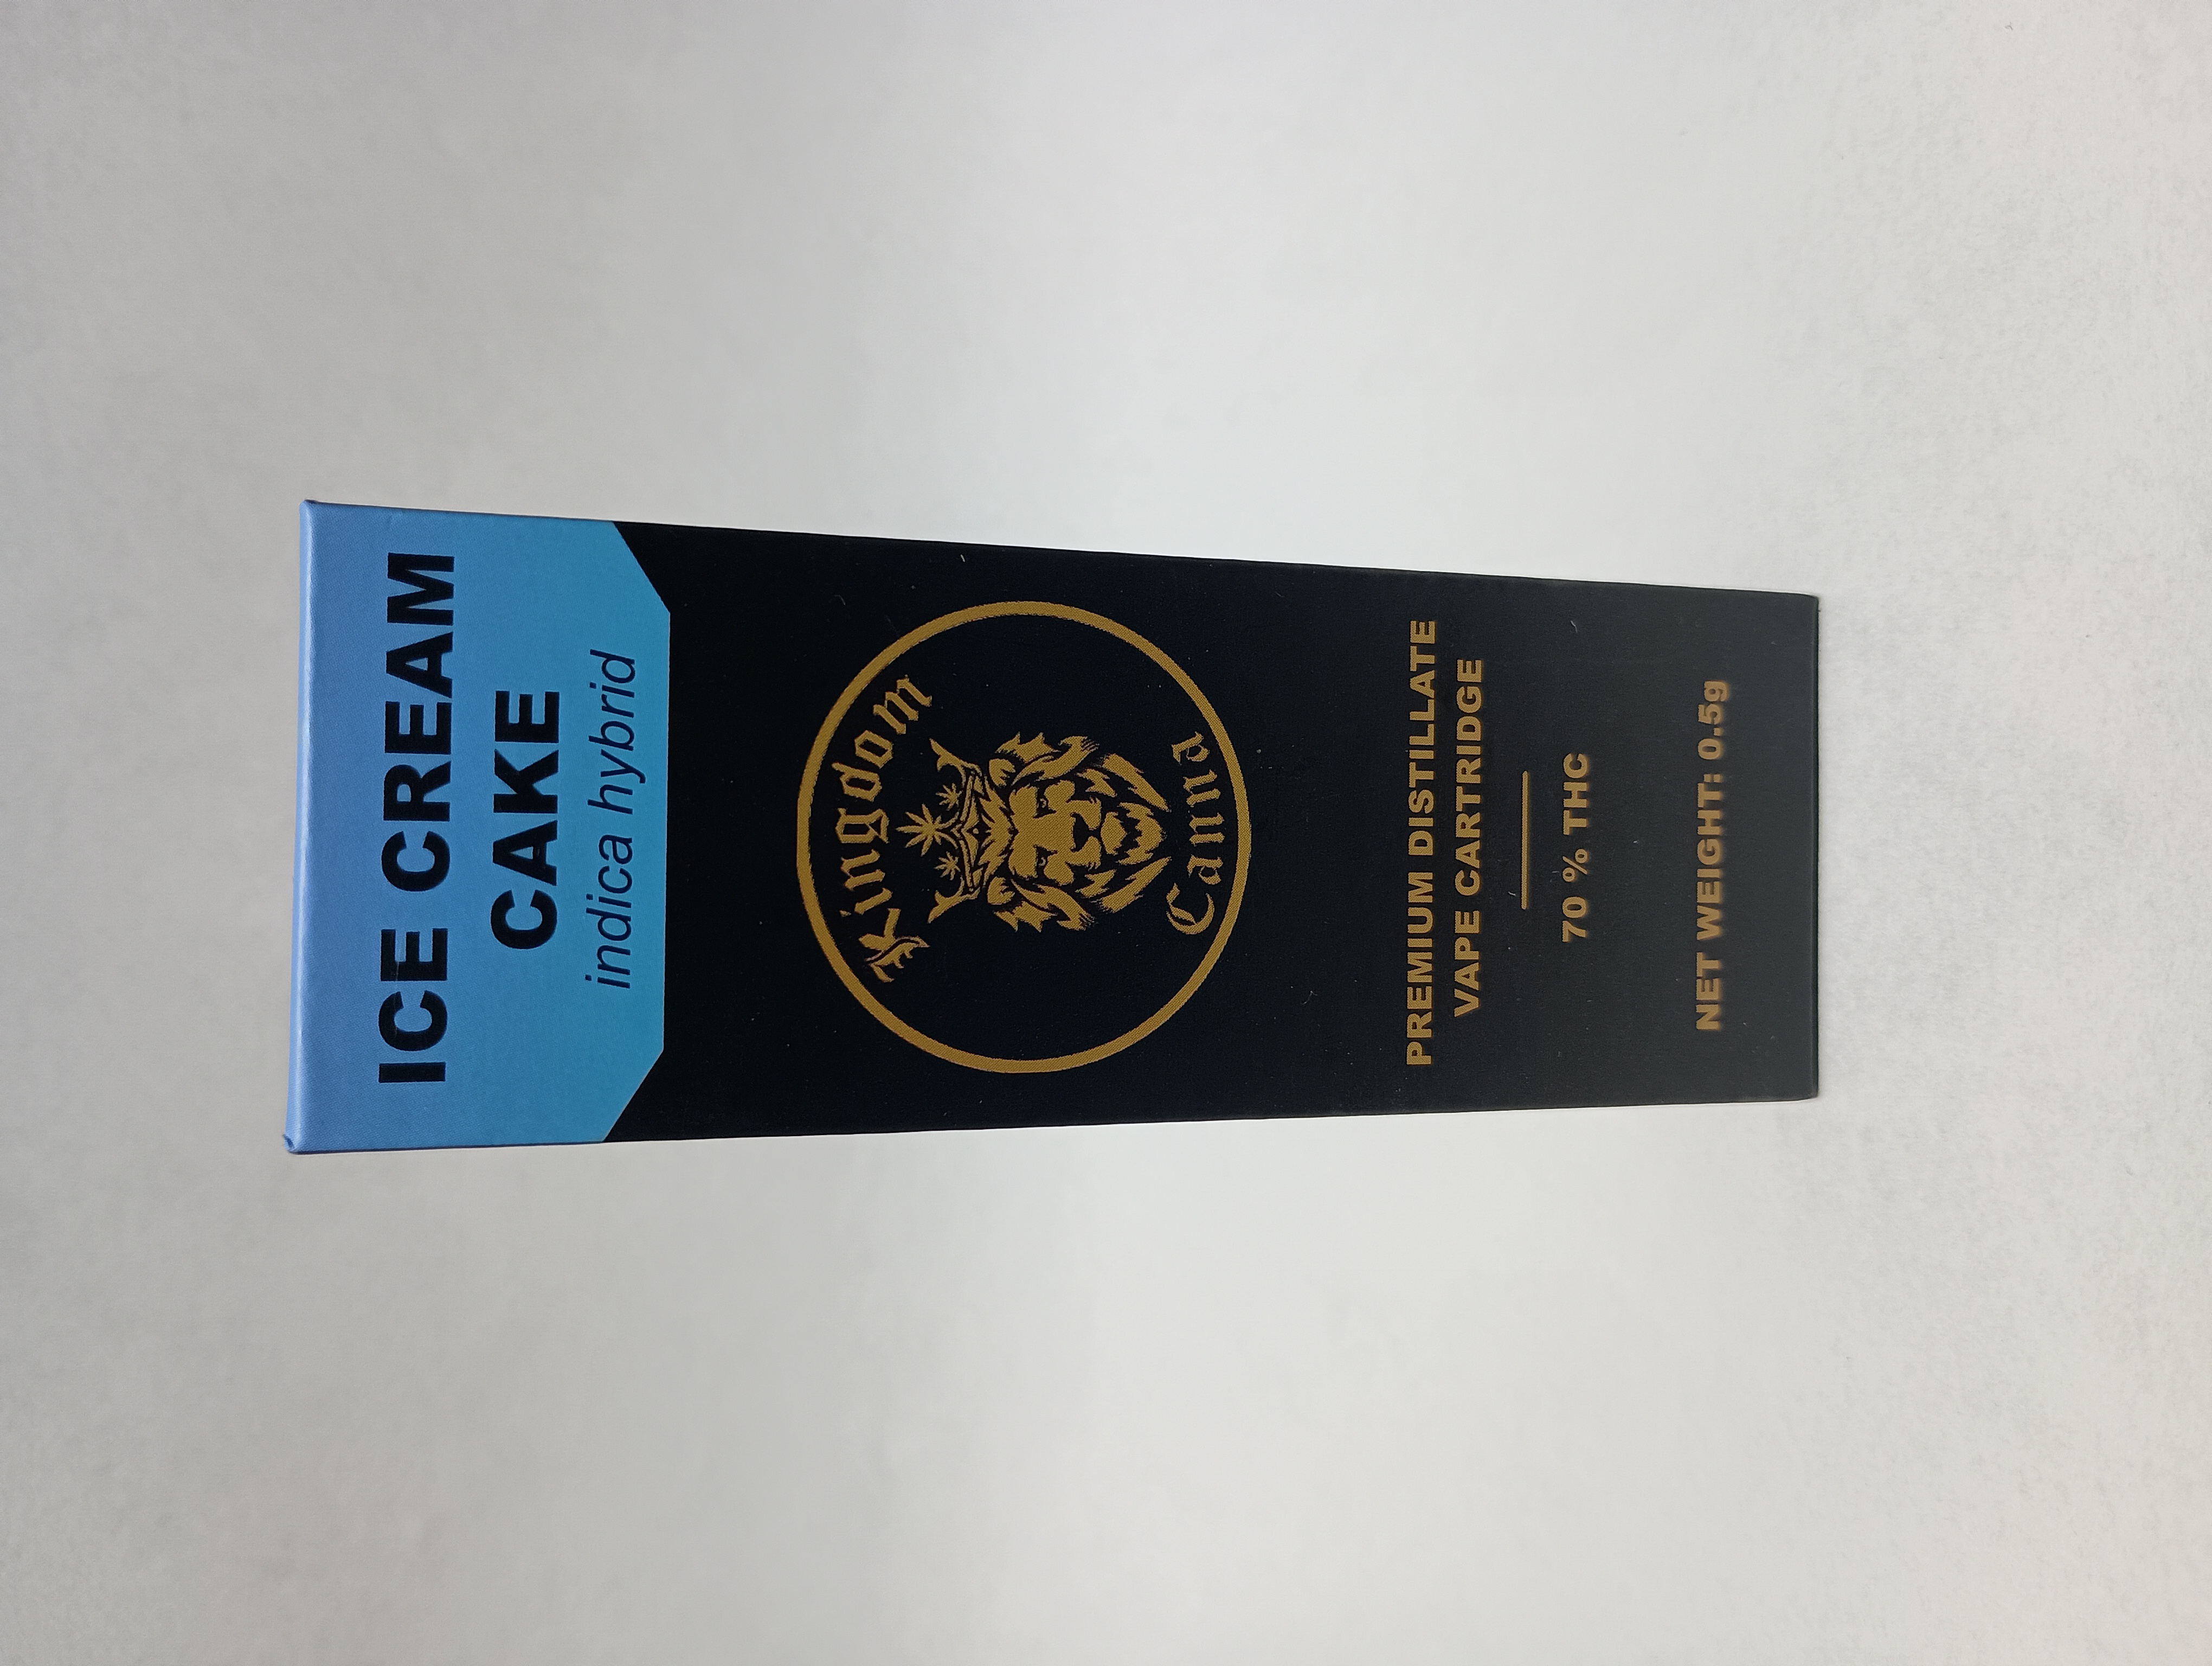 ICE CREAM
CAKE
indica hybrid
Kingdom
Canna
PREMIUM DISTILLATE
VAPE CARTRIDGE
70 % THC
NET WEIGHT: 0.5g